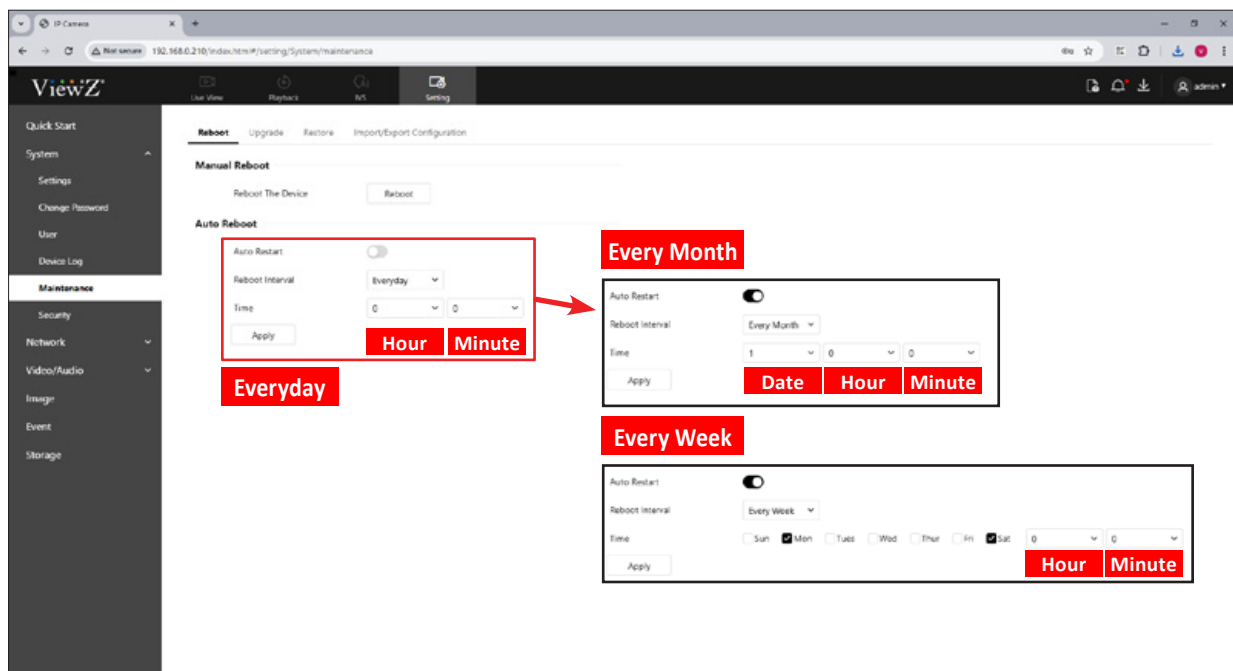 IP Camera
Not secure 192.168.0.210/index.html#/setting/System/maintenance
ViewZ
Live View Playback IVS Setting
admin
Quick Start
System
Settings
Change Password
User
Device Log
Maintenance
Security
Network
Video/Audio
Image
Event
Storage
Reboot Upgrade Restore Import/Export Configuration
Manual Reboot
Reboot The Device Reboot
Auto Reboot
Auto Restart
Reboot Interval Everyday
Time 0 0
Apply
Hour Minute
Everyday
Every Month
Auto Restart
Reboot Interval Every Month
Time 1 0 0
Apply
Date Hour Minute
Every Week
Auto Restart
Reboot Interval Every Week
Time Sun Mon Tues Wed Thur Fri Sat 0 0
Apply
Hour Minute